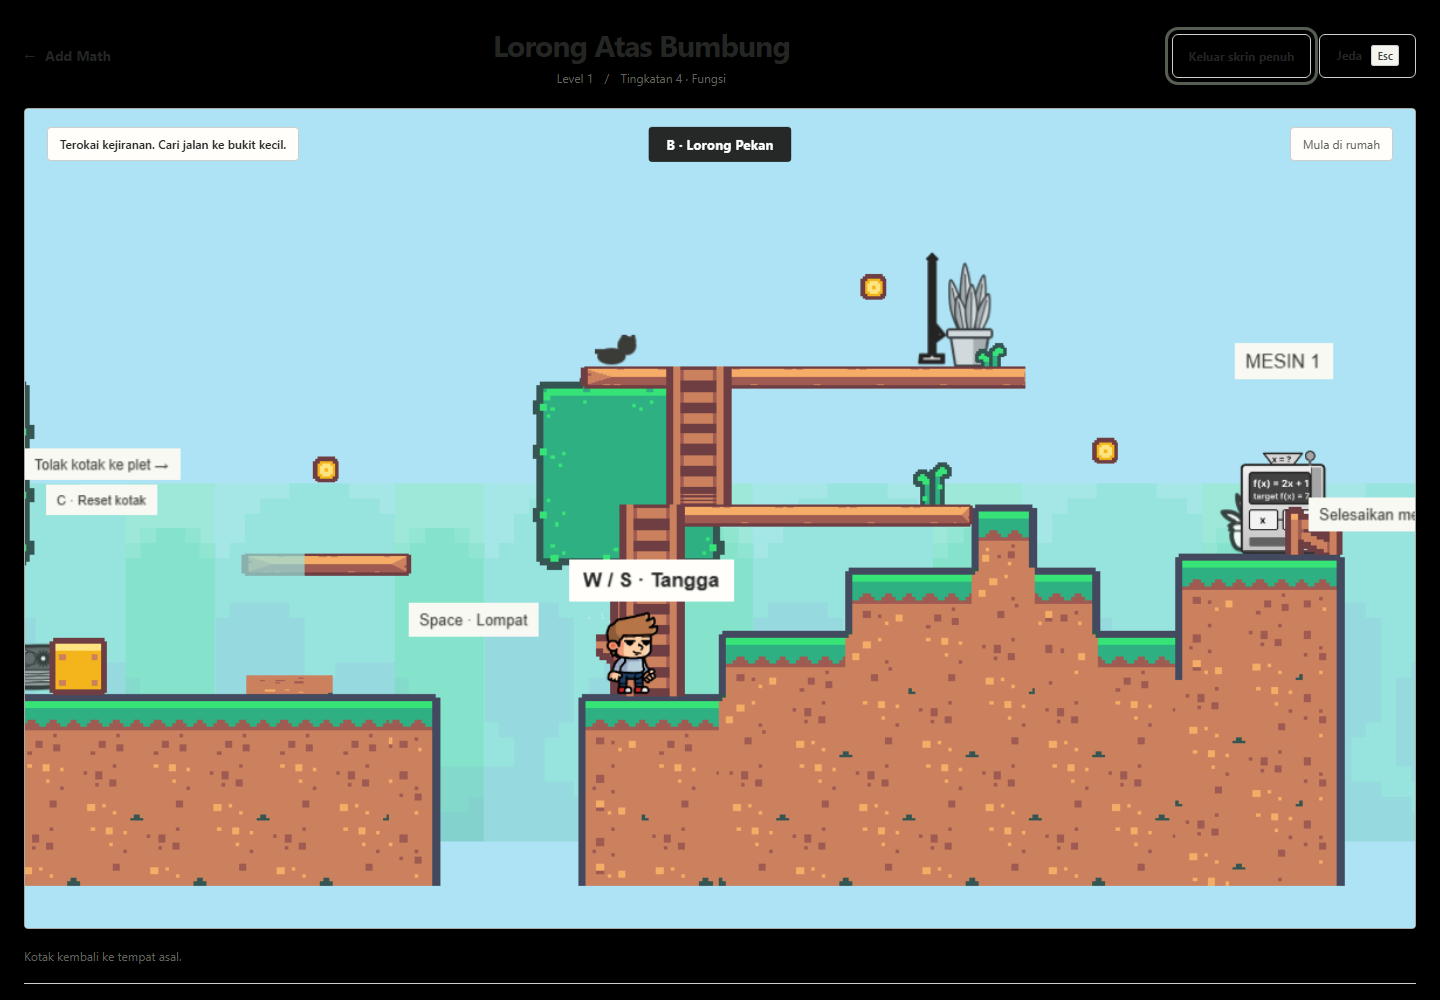 ← Add Math
Lorong Atas Bumbung
Level 1 / Tingkatan 4 · Fungsi
Keluar skrin penuh
Jeda Esc
Terokai kejiranan. Cari jalan ke bukit kecil.
B · Lorong Pekan
Mula di rumah
MESIN 1
Tolak kotak ke plet →
C · Reset kotak
x = ?
f(x) = 2x + 1
target f(x) = 7
x
Selesaikan me
W / S · Tangga
Space · Lompat
Kotak kembali ke tempat asal.